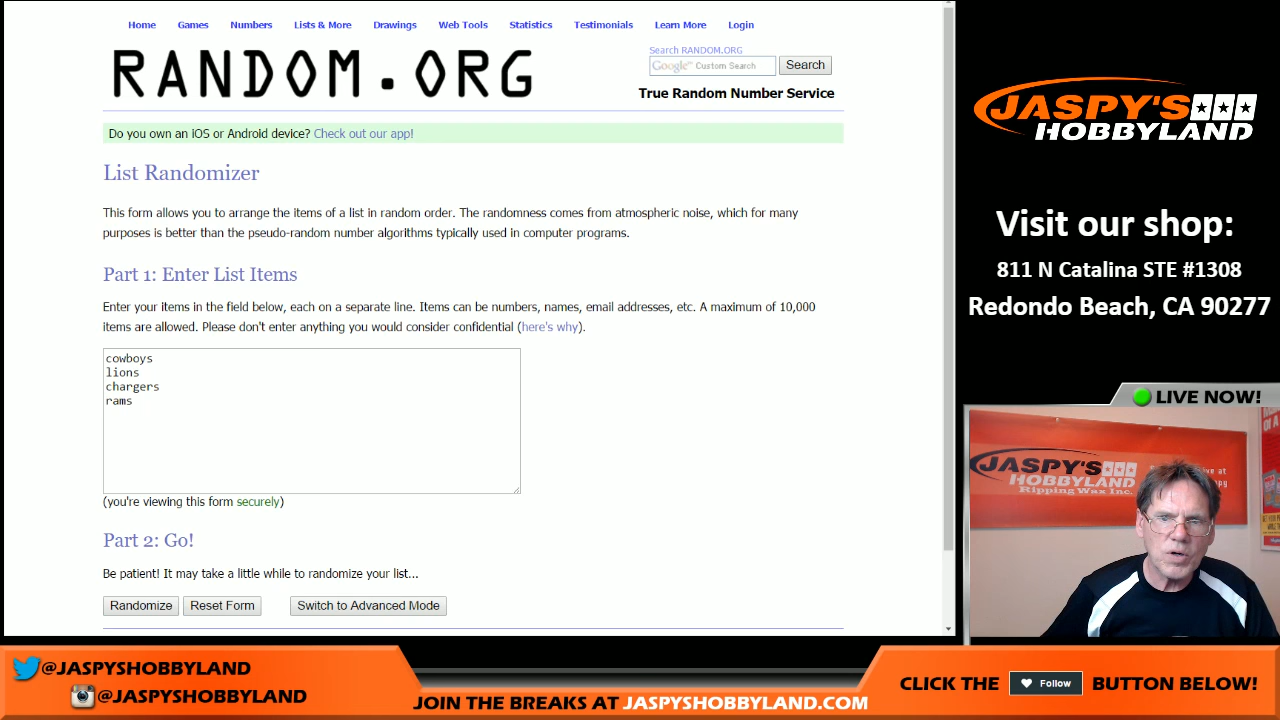 Home Games Numbers Lists & More Drawings Web Tools Statistics Testimonials Learn More Login
RANDOM.ORG
Search RANDOM.ORG
Google™ Custom Search
Search
True Random Number Service
Do you own an iOS or Android device? Check out our app!
List Randomizer
This form allows you to arrange the items of a list in random order. The randomness comes from atmospheric noise, which for many
purposes is better than the pseudo-random number algorithms typically used in computer programs.
Part 1: Enter List Items
Enter your items in the field below, each on a separate line. Items can be numbers, names, email addresses, etc. A maximum of 10,000
items are allowed. Please don't enter anything you would consider confidential (here's why).
cowboys
lions
chargers
rams
(you're viewing this form securely)
Part 2: Go!
Be patient! It may take a little while to randomize your list...
Randomize Reset Form Switch to Advanced Mode
JASPY'S
HOBBYLAND
Visit our shop:
811 N Catalina STE #1308
Redondo Beach, CA 90277
LIVE NOW!
JASPY'S
HOBBYLAND
Ripping Wax Inc.
@JASPYSHOBBYLAND
@JASPYSHOBBYLAND
JOIN THE BREAKS AT JASPYSHOBBYLAND.COM
CLICK THE Follow BUTTON BELOW!